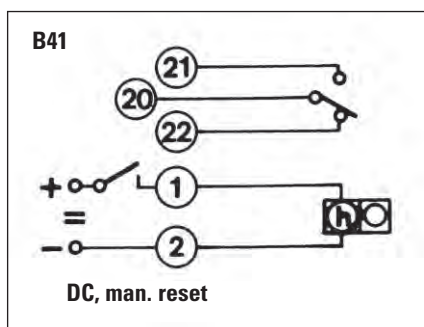 B41
21
20
22
+ 1
=
h
- 2
DC, man. reset